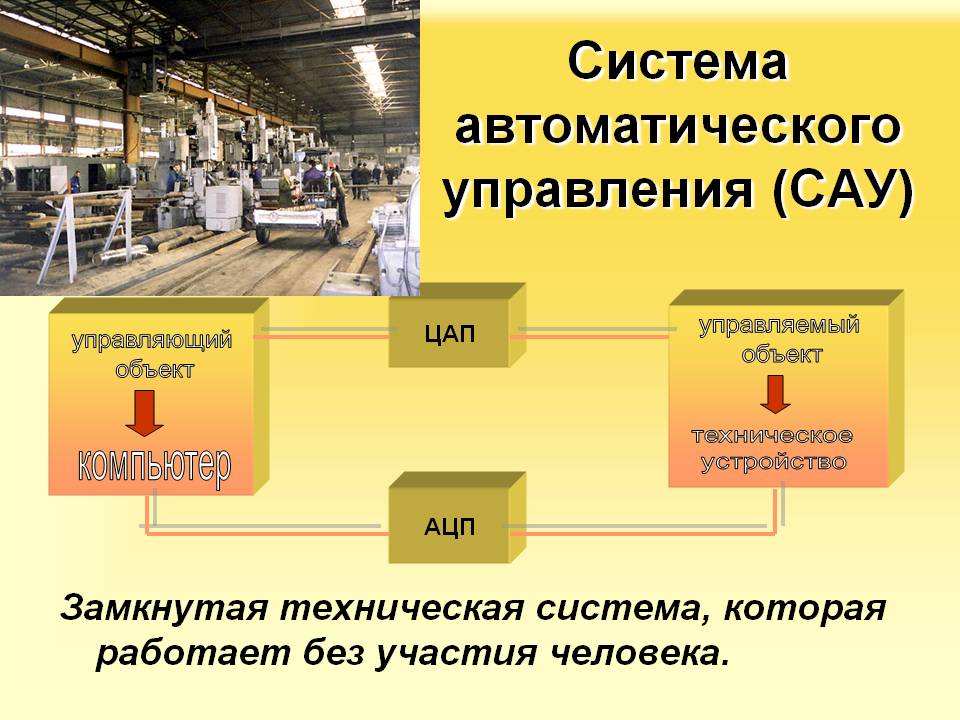 Система
автоматического
управления (САУ)
управляющий
объект
компьютер
ЦАП
управляемый
объект
техническое
устройство
АЦП
Замкнутая техническая система, которая
работает без участия человека.